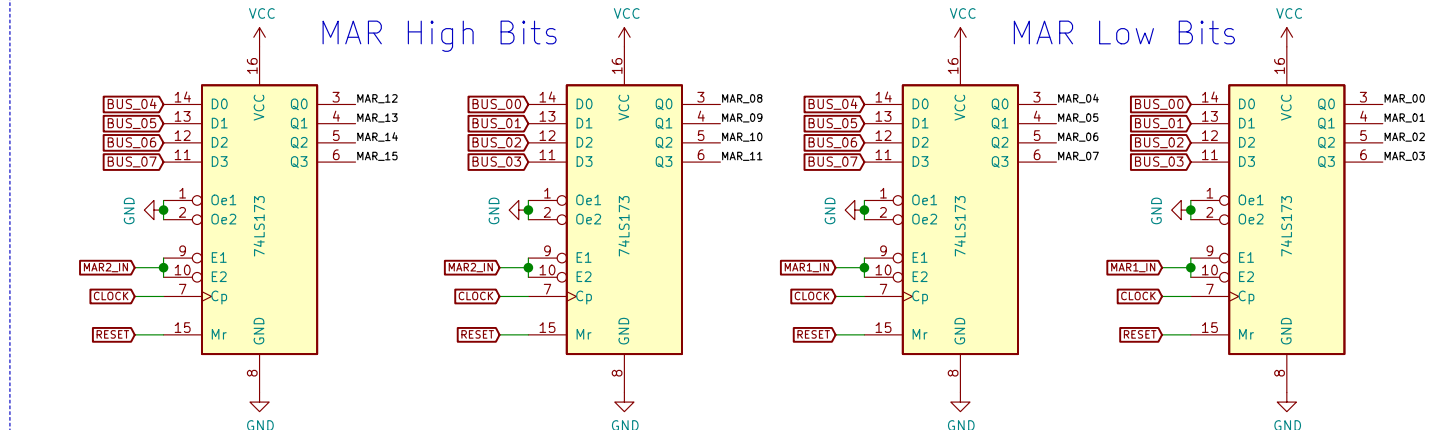 VCC VCC VCC VCC
MAR High Bits MAR Low Bits
16 16 16 16
BUS_04 14 D0 VCC Q0 3 MAR_12 BUS_00 14 D0 VCC Q0 3 MAR_08 BUS_04 14 D0 VCC Q0 3 MAR_04 BUS_00 14 D0 VCC Q0 3 MAR_00
BUS_05 13 D1 Q1 4 MAR_13 BUS_01 13 D1 Q1 4 MAR_09 BUS_05 13 D1 Q1 4 MAR_05 BUS_01 13 D1 Q1 4 MAR_01
BUS_06 12 D2 Q2 5 MAR_14 BUS_02 12 D2 Q2 5 MAR_10 BUS_06 12 D2 Q2 5 MAR_06 BUS_02 12 D2 Q2 5 MAR_02
BUS_07 11 D3 Q3 6 MAR_15 BUS_03 11 D3 Q3 6 MAR_11 BUS_07 11 D3 Q3 6 MAR_07 BUS_03 11 D3 Q3 6 MAR_03
1 Oe1 1 Oe1 1 Oe1 1 Oe1
GND 2 Oe2 74LS173 GND 2 Oe2 74LS173 GND 2 Oe2 74LS173 GND 2 Oe2 74LS173
9 E1 9 E1 9 E1 9 E1
MAR2_IN 10 E2 MAR2_IN 10 E2 MAR1_IN 10 E2 MAR1_IN 10 E2
CLOCK 7 Cp CLOCK 7 Cp CLOCK 7 Cp CLOCK 7 Cp
RESET 15 Mr GND RESET 15 Mr GND RESET 15 Mr GND RESET 15 Mr GND
8 8 8 8
GND GND GND GND